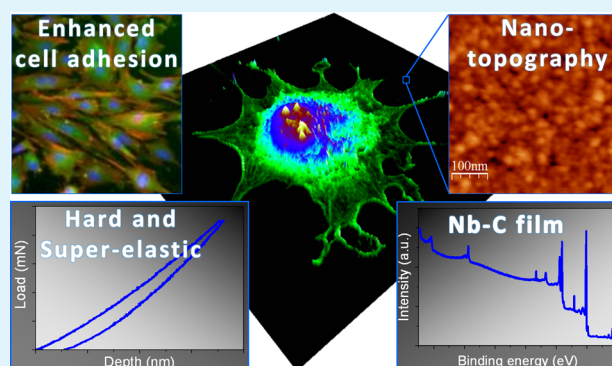 Enhanced
cell adhesion
Nano-
topography
100nm
Hard and
Super-elastic
Load (mN)
Depth (nm)
Nb-C film
Intensity (a.u.)
Binding energy (eV)